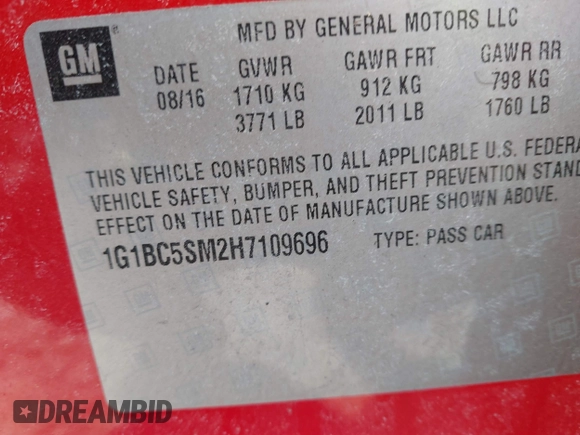 MFD BY GENERAL MOTORS LLC
GM
DATE GVWR GAWR FRT GAWR RR
08/16 1710 KG 912 KG 798 KG
3771 LB 2011 LB 1760 LB
THIS VEHICLE CONFORMS TO ALL APPLICABLE U.S. FEDERA
VEHICLE SAFETY, BUMPER, AND THEFT PREVENTION STAND
EFFECT ON THE DATE OF MANUFACTURE SHOWN ABOVE.
1G1BC5SM2H7109696 TYPE: PASS CAR
DREAMBID